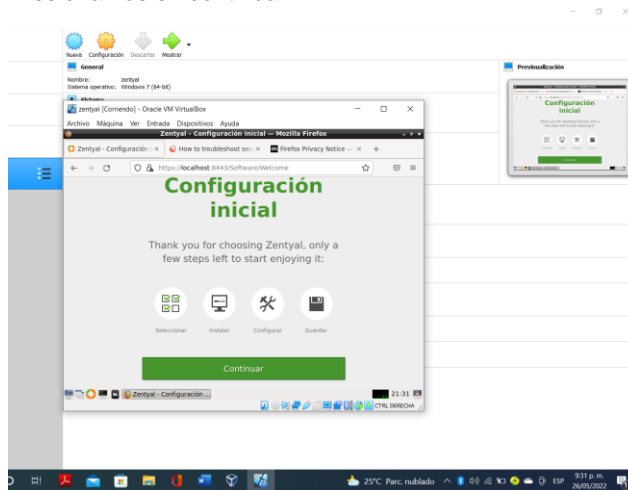 Nueva Configuración Descartar Mostrar
General
Previsualización
Nombre: zentyal
Sistema operativo: Windows 7 (64-bit)
Sistema
zentyal [Corriendo] - Oracle VM VirtualBox
Archivo Máquina Ver Entrada Dispositivos Ayuda
Zentyal - Configuración inicial — Mozilla Firefox
Zentyal - Configuración How to troubleshoot sec Firefox Privacy Notice —
https://localhost:8443/Software/Welcome
Configuración
inicial
Thank you for choosing Zentyal, only a
few steps left to start enjoying it:
Seleccionar Instalar Configurar Guardar
Continuar
Zentyal - Configuración ... 21:31
CTRL DERECHA
Configuración
inicial
25°C Parc. nublado ESP 9:31 p. m.
26/05/2022